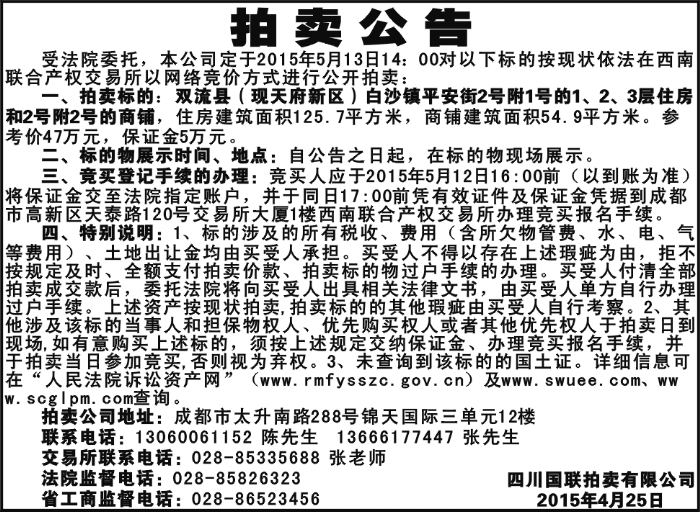 拍卖公告
受法院委托，本公司定于2015年5月13日14：00对以下标的按现状依法在西南
联合产权交易所以网络竞价方式进行公开拍卖：
一、拍卖标的：双流县（现天府新区）白沙镇平安街2号附1号的1、2、3层住房
和2号附2号的商铺，住房建筑面积125.7平方米，商铺建筑面积54.9平方米。参
考价47万元，保证金5万元。
二、标的物展示时间、地点：自公告之日起，在标的物现场展示。
三、竞买登记手续的办理：竞买人应于2015年5月12日16:00前（以到账为准）
将保证金交至法院指定账户，并于同日17:00前凭有效证件及保证金凭据到成都
市高新区天泰路120号交易所大厦1楼西南联合产权交易所办理竞买报名手续。
四、特别说明：1、标的涉及的所有税收、费用（含所欠物管费、水、电、气
等费用）、土地出让金均由买受人承担。买受人不得以存在上述瑕疵为由，拒不
按规定及时、全额支付拍卖价款、拍卖标的物过户手续的办理。买受人付清全部
拍卖成交款后，委托法院将向买受人出具相关法律文书，由买受人单方自行办理
过户手续。上述资产按现状拍卖,拍卖标的的其他瑕疵由买受人自行考察。2、其
他涉及该标的当事人和担保物权人、优先购买权人或者其他优先权人于拍卖日到
现场,如有意购买上述标的，须按上述规定交纳保证金、办理竞买报名手续，并
于拍卖当日参加竞买,否则视为弃权。3、未查询到该标的的国土证。详细信息可
在“人民法院诉讼资产网”（www.rmfysszc.gov.cn）及www.swuee.com、ww
w.scglpm.com查询。
拍卖公司地址：成都市太升南路288号锦天国际三单元12楼
联系电话：13060061152 陈先生 13666177447 张先生
交易所联系电话：028-85335688 张老师
法院监督电话：028-85826323
省工商监督电话：028-86523456
四川国联拍卖有限公司
2015年4月25日